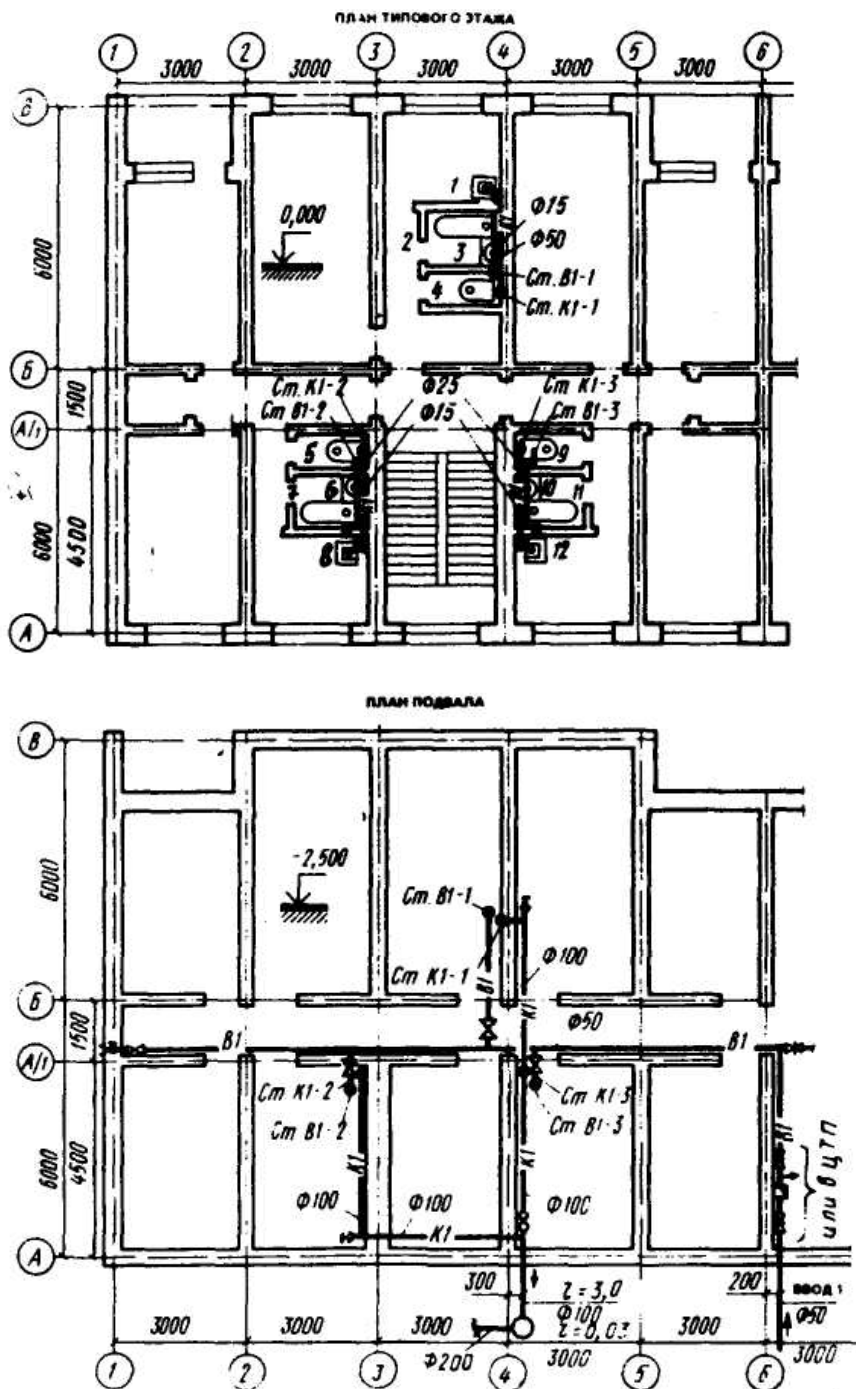 ПЛАН ТИПОВОГО ЭТАЖА
1 2 3 4 5 6
3000 3000 3000 3000 3000
В
1
0,000
Ф15
2
Ф50
3
6000
Ст. В1-1
4
Ст. К1-1
Б
Ст. К1-2 Ф25 Ст К1-3
1500
Ст В1-2 Ф15 Ст В1-3
А/1
5 9
6 10 11
6000 4500
8 12
А
ПЛАН ПОДВАЛА
В
-2,500
6000
Ст. В1-1
Ст К1-1 Ф100
В1
К1
Б
Ф50
1500
В1 В1
А/1
Ст К1-2 Ст К1-3
Ст В1-2 Ст В1-3
В1
6000 4500
К1 К1
или в ЦТП
Ф100 Ф100 Ф100
К1
А
300 l = 3,0 200 ВВОД 1
Ф100 Ф50
i = 0,03
3000 3000 3000 3000 3000 3000
Ф200
1 2 3 4 5 6